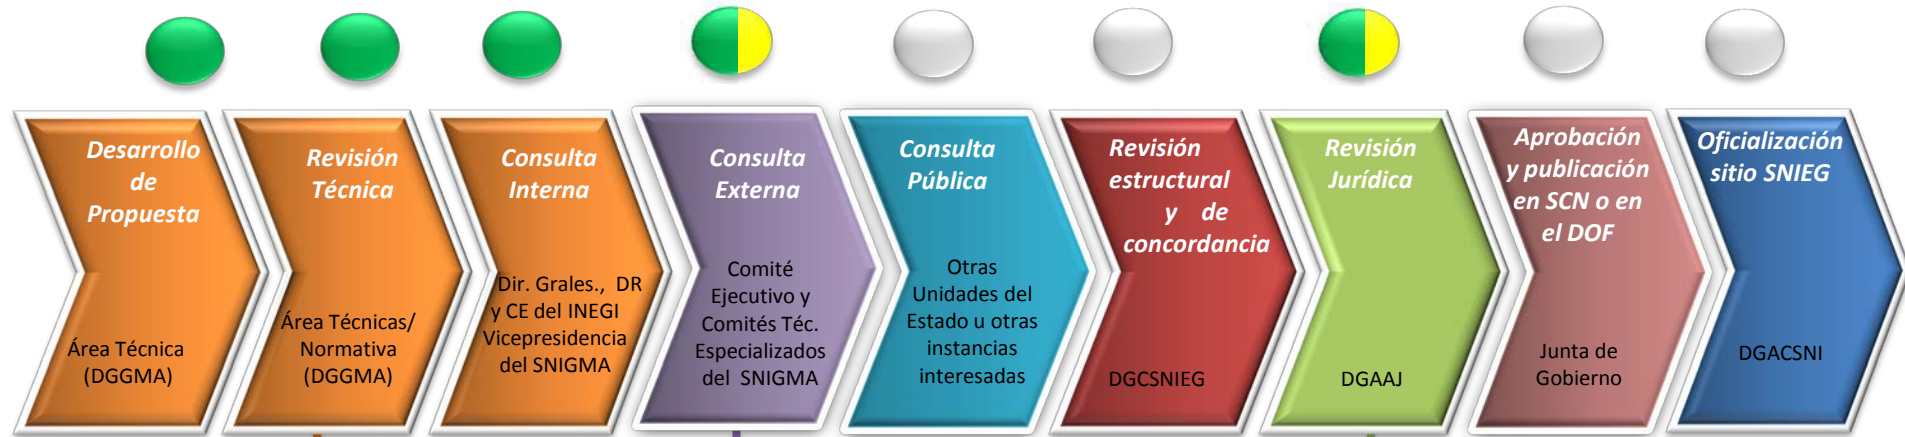 Desarrollo
de
Propuesta
Área Técnica
(DGGMA)
Revisión
Técnica
Área Técnicas/
Normativa
(DGGMA)
Consulta
Interna
Dir. Grales., DR
y CE del INEGI
Vicepresidencia
del SNIGMA
Consulta
Externa
Comité
Ejecutivo y
Comités Téc.
Especializados
del SNIGMA
Consulta
Pública
Otras
Unidades del
Estado u otras
instancias
interesadas
Revisión
estructural
y de
concordancia
DGCSNIEG
Revisión
Jurídica
DGAAJ
Aprobación
y publicación
en SCN o en
el DOF
Junta de
Gobierno
Oficialización
sitio SNIEG
DGACSNI